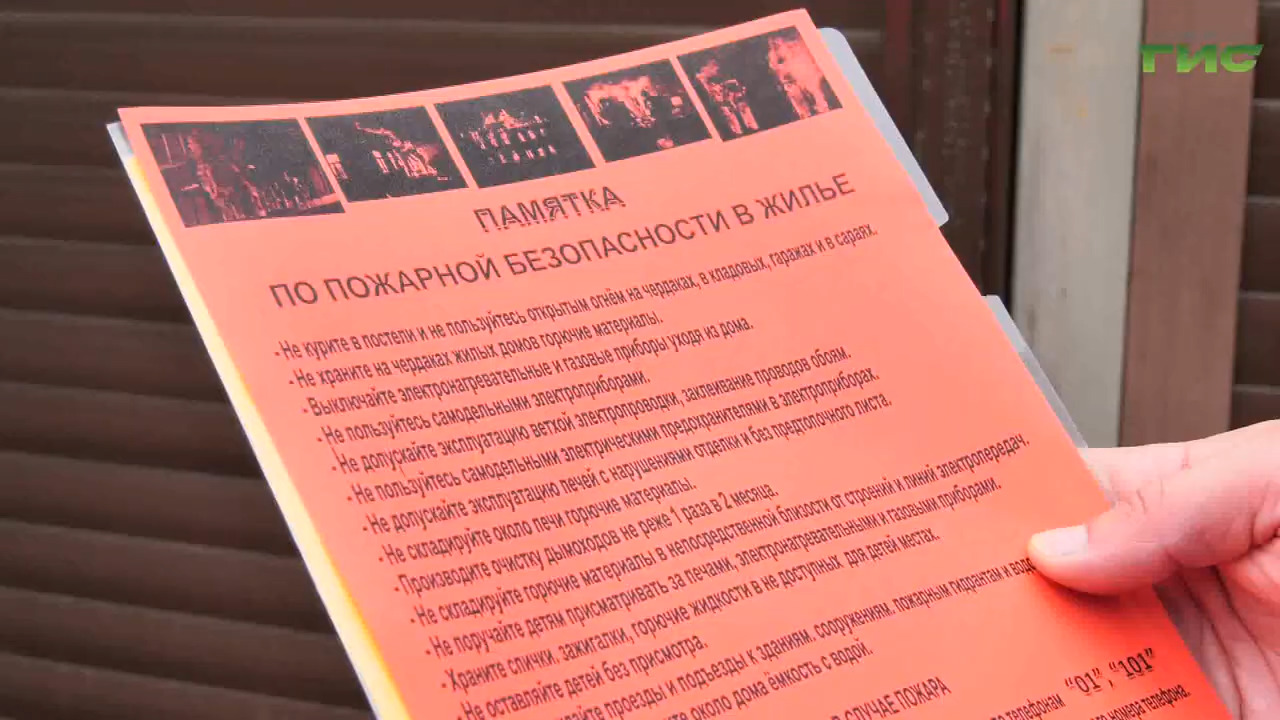 ГИС
ПАМЯТКА
ПО ПОЖАРНОЙ БЕЗОПАСНОСТИ В ЖИЛЬЕ
- Не курите в постели и не пользуйтесь открытым огнём на чердаках, в кладовых, гаражах и в сараях.
- Не храните на чердаках жилых домов горючие материалы.
- Выключайте электронагревательные и газовые приборы уходя из дома.
- Не пользуйтесь самодельными электроприборами.
- Не допускайте эксплуатацию ветхой электропроводки, заклеивание проводов обоям.
- Не пользуйтесь самодельными электрическими предохранителями в электроприборах.
- Не допускайте эксплуатацию печей с нарушениями отделки и без предтопочного листа.
- Не складируйте около печи горючие материалы.
- Производите очистку дымоходов не реже 1 раза в 2 месяца.
- Не складируйте горючие материалы в непосредственной близости от строений и линий электропередач.
- Не поручайте детям присматривать за печами, электронагревательными и газовыми приборами.
- Храните спички, зажигалки, горючие жидкости в не доступных для детей местах.
- Не оставляйте детей без присмотра.
проезды и подъезды к зданиям, сооружениям, пожарным гидрантам и
около дома ёмкость с водой.
СЛУЧАЕ ПОЖАРА
телефонам "01", "101"
номера телефона.